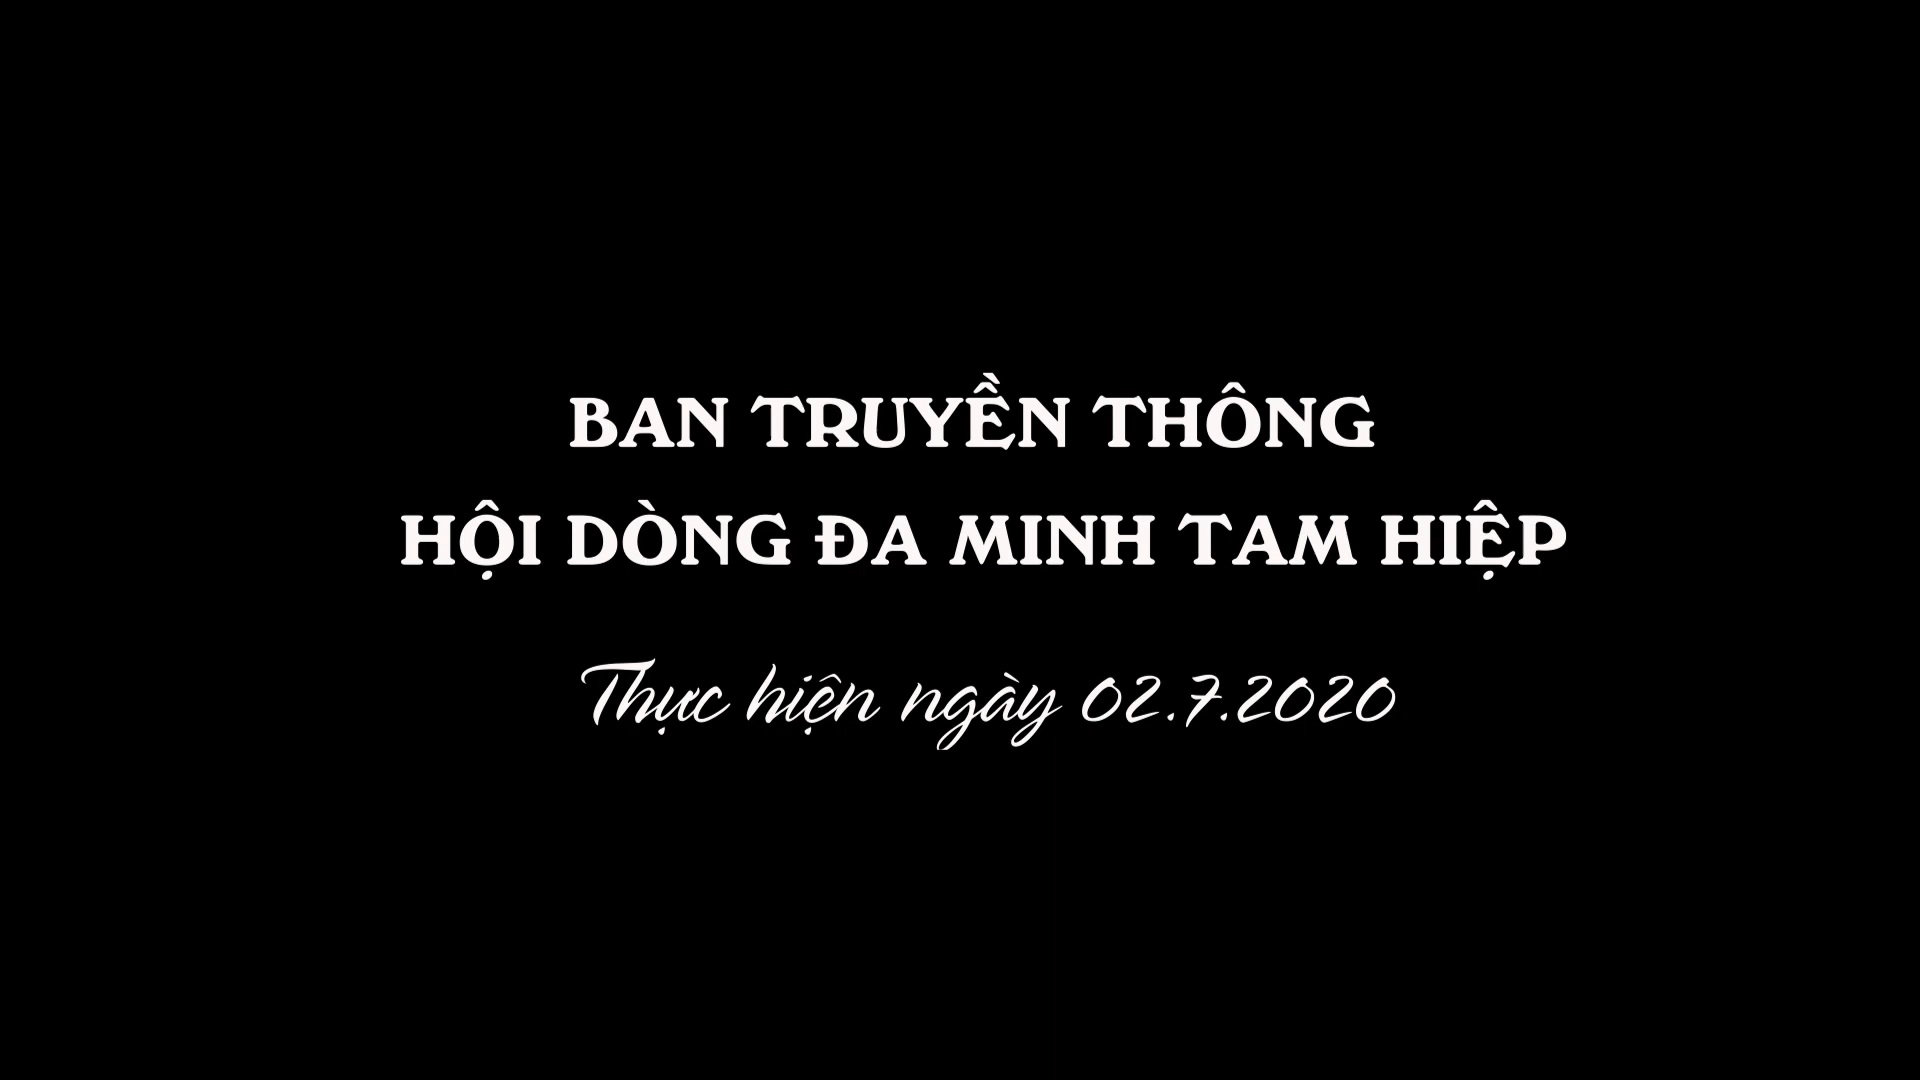 BAN TRUYỀN THÔNG
HỘI DÒNG ĐA MINH TAM HIỆP
Thực hiện ngày 02.7.2020